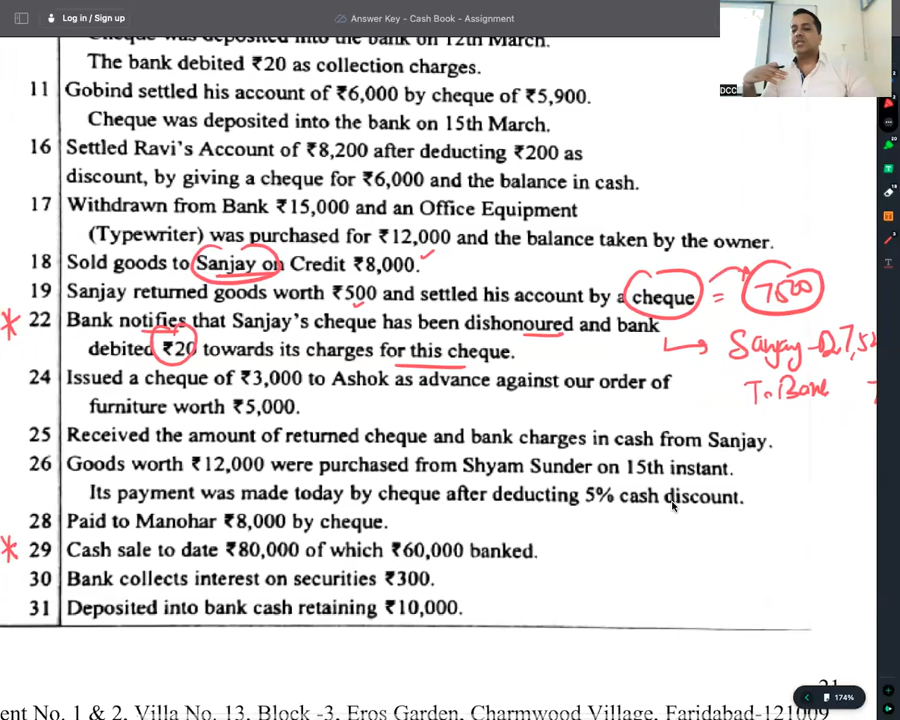 Log in / Sign up
Answer Key - Cash Book - Assignment
DCC
Cheque was deposited into the bank on 12th March.
The bank debited ₹20 as collection charges.
11 Gobind settled his account of ₹6,000 by cheque of ₹5,900.
Cheque was deposited into the bank on 15th March.
16 Settled Ravi's Account of ₹8,200 after deducting ₹200 as
discount, by giving a cheque for ₹6,000 and the balance in cash.
17 Withdrawn from Bank ₹15,000 and an Office Equipment
(Typewriter) was purchased for ₹12,000 and the balance taken by the owner.
18 Sold goods to Sanjay on Credit ₹8,000.
19 Sanjay returned goods worth ₹500 and settled his account by a cheque = 7500
22 Bank notifies that Sanjay's cheque has been dishonoured and bank
debited ₹20 towards its charges for this cheque.
Sanjay - D 7,52
To Bank 7
24 Issued a cheque of ₹3,000 to Ashok as advance against our order of
furniture worth ₹5,000.
25 Received the amount of returned cheque and bank charges in cash from Sanjay.
26 Goods worth ₹12,000 were purchased from Shyam Sunder on 15th instant.
Its payment was made today by cheque after deducting 5% cash discount.
28 Paid to Manohar ₹8,000 by cheque.
29 Cash sale to date ₹80,000 of which ₹60,000 banked.
30 Bank collects interest on securities ₹300.
31 Deposited into bank cash retaining ₹10,000.
21
174%
ent No. 1 & 2, Villa No. 13, Block -3, Eros Garden, Charmwood Village, Faridabad-121009